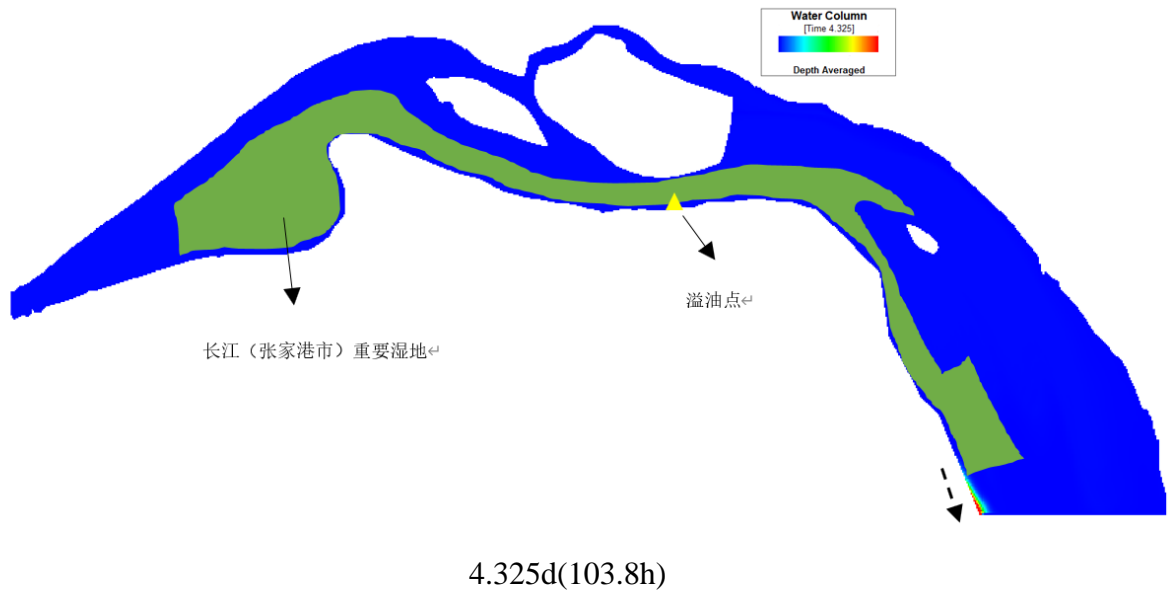 Water Column
[Time 4.325]
Depth Averaged
溢油点↵
长江（张家港市）重要湿地↵
4.325d(103.8h)